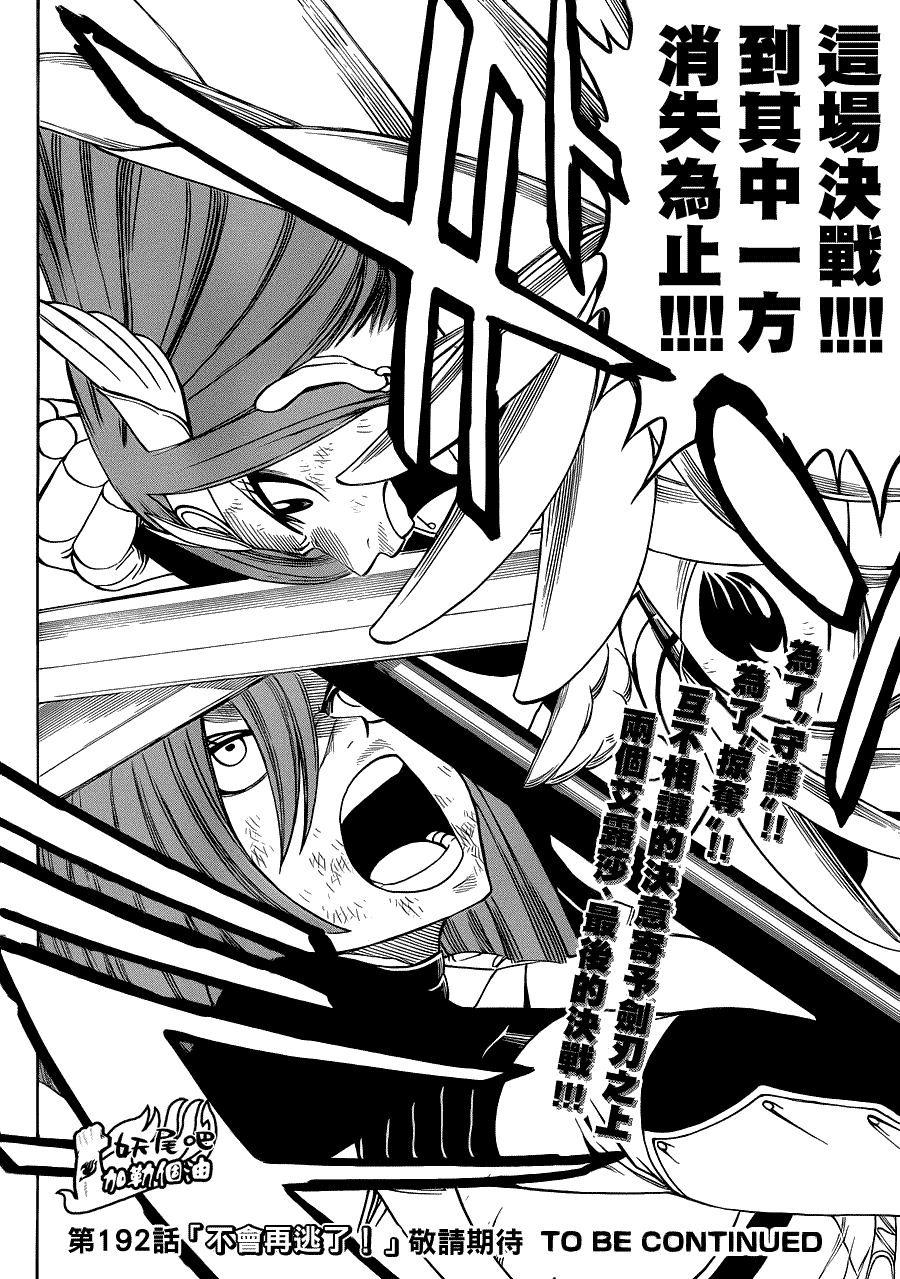 這場決戰!!!!
到其中一方
消失為止!!!!
為了"守護"!!
為了"掠奪"!!
互不相讓的決意寄予劍刃之上
兩個艾露莎、最後的決戰!!!
妖尾吧
加勒個油
第192話「不會再逃了！」敬請期待 TO BE CONTINUED